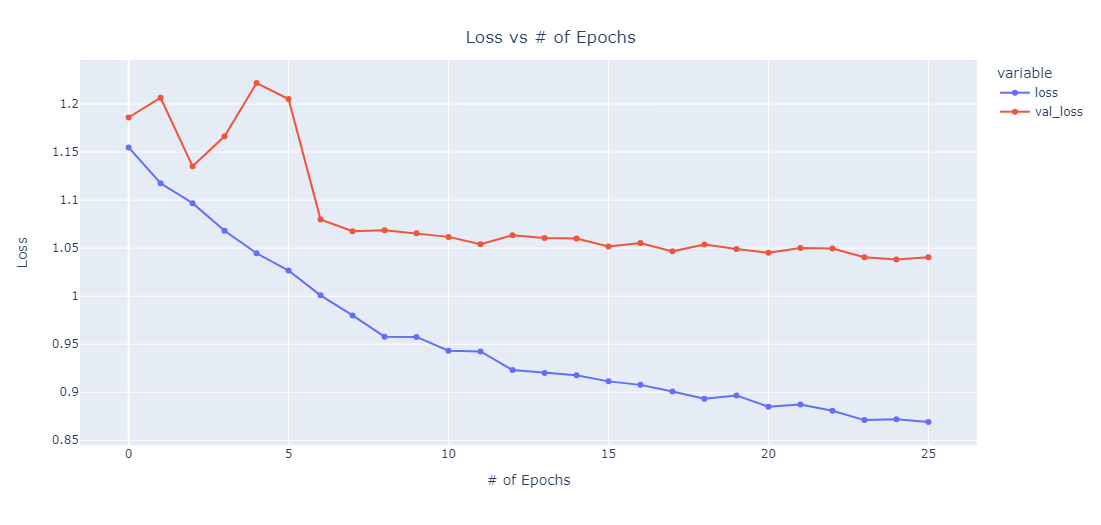 Loss vs # of Epochs
variable
loss
val_loss
1.2
1.15
1.1
1.05
1
0.95
0.9
0.85
Loss
0 5 10 15 20 25
# of Epochs